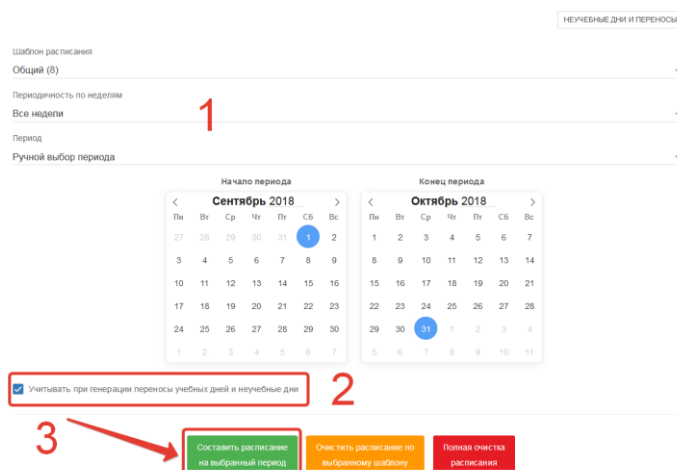 НЕУЧЕБНЫЕ ДНИ И ПЕРЕНОСЫ
Шаблон расписания
Общий (8)
Периодичность по неделям
Все недели
1
Период
Ручной выбор периода
Начало периода Конец периода
Сентябрь 2018 Октябрь 2018
Пн Вт Ср Чт Пт Сб Вс Пн Вт Ср Чт Пт Сб Вс
27 28 29 30 31 1 2 1 2 3 4 5 6 7
3 4 5 6 7 8 9 8 9 10 11 12 13 14
10 11 12 13 14 15 16 15 16 17 18 19 20 21
17 18 19 20 21 22 23 22 23 24 25 26 27 28
24 25 26 27 28 29 30 29 30 31 1 2 3 4
1 2 3 4 5 6 7 5 6 7 8 9 10 11
Учитывать при генерации переносы учебных дней и неучебные дни 2
3
Составить расписание на выбранный период
Очистить расписание по выбранному шаблону
Полная очистка расписания